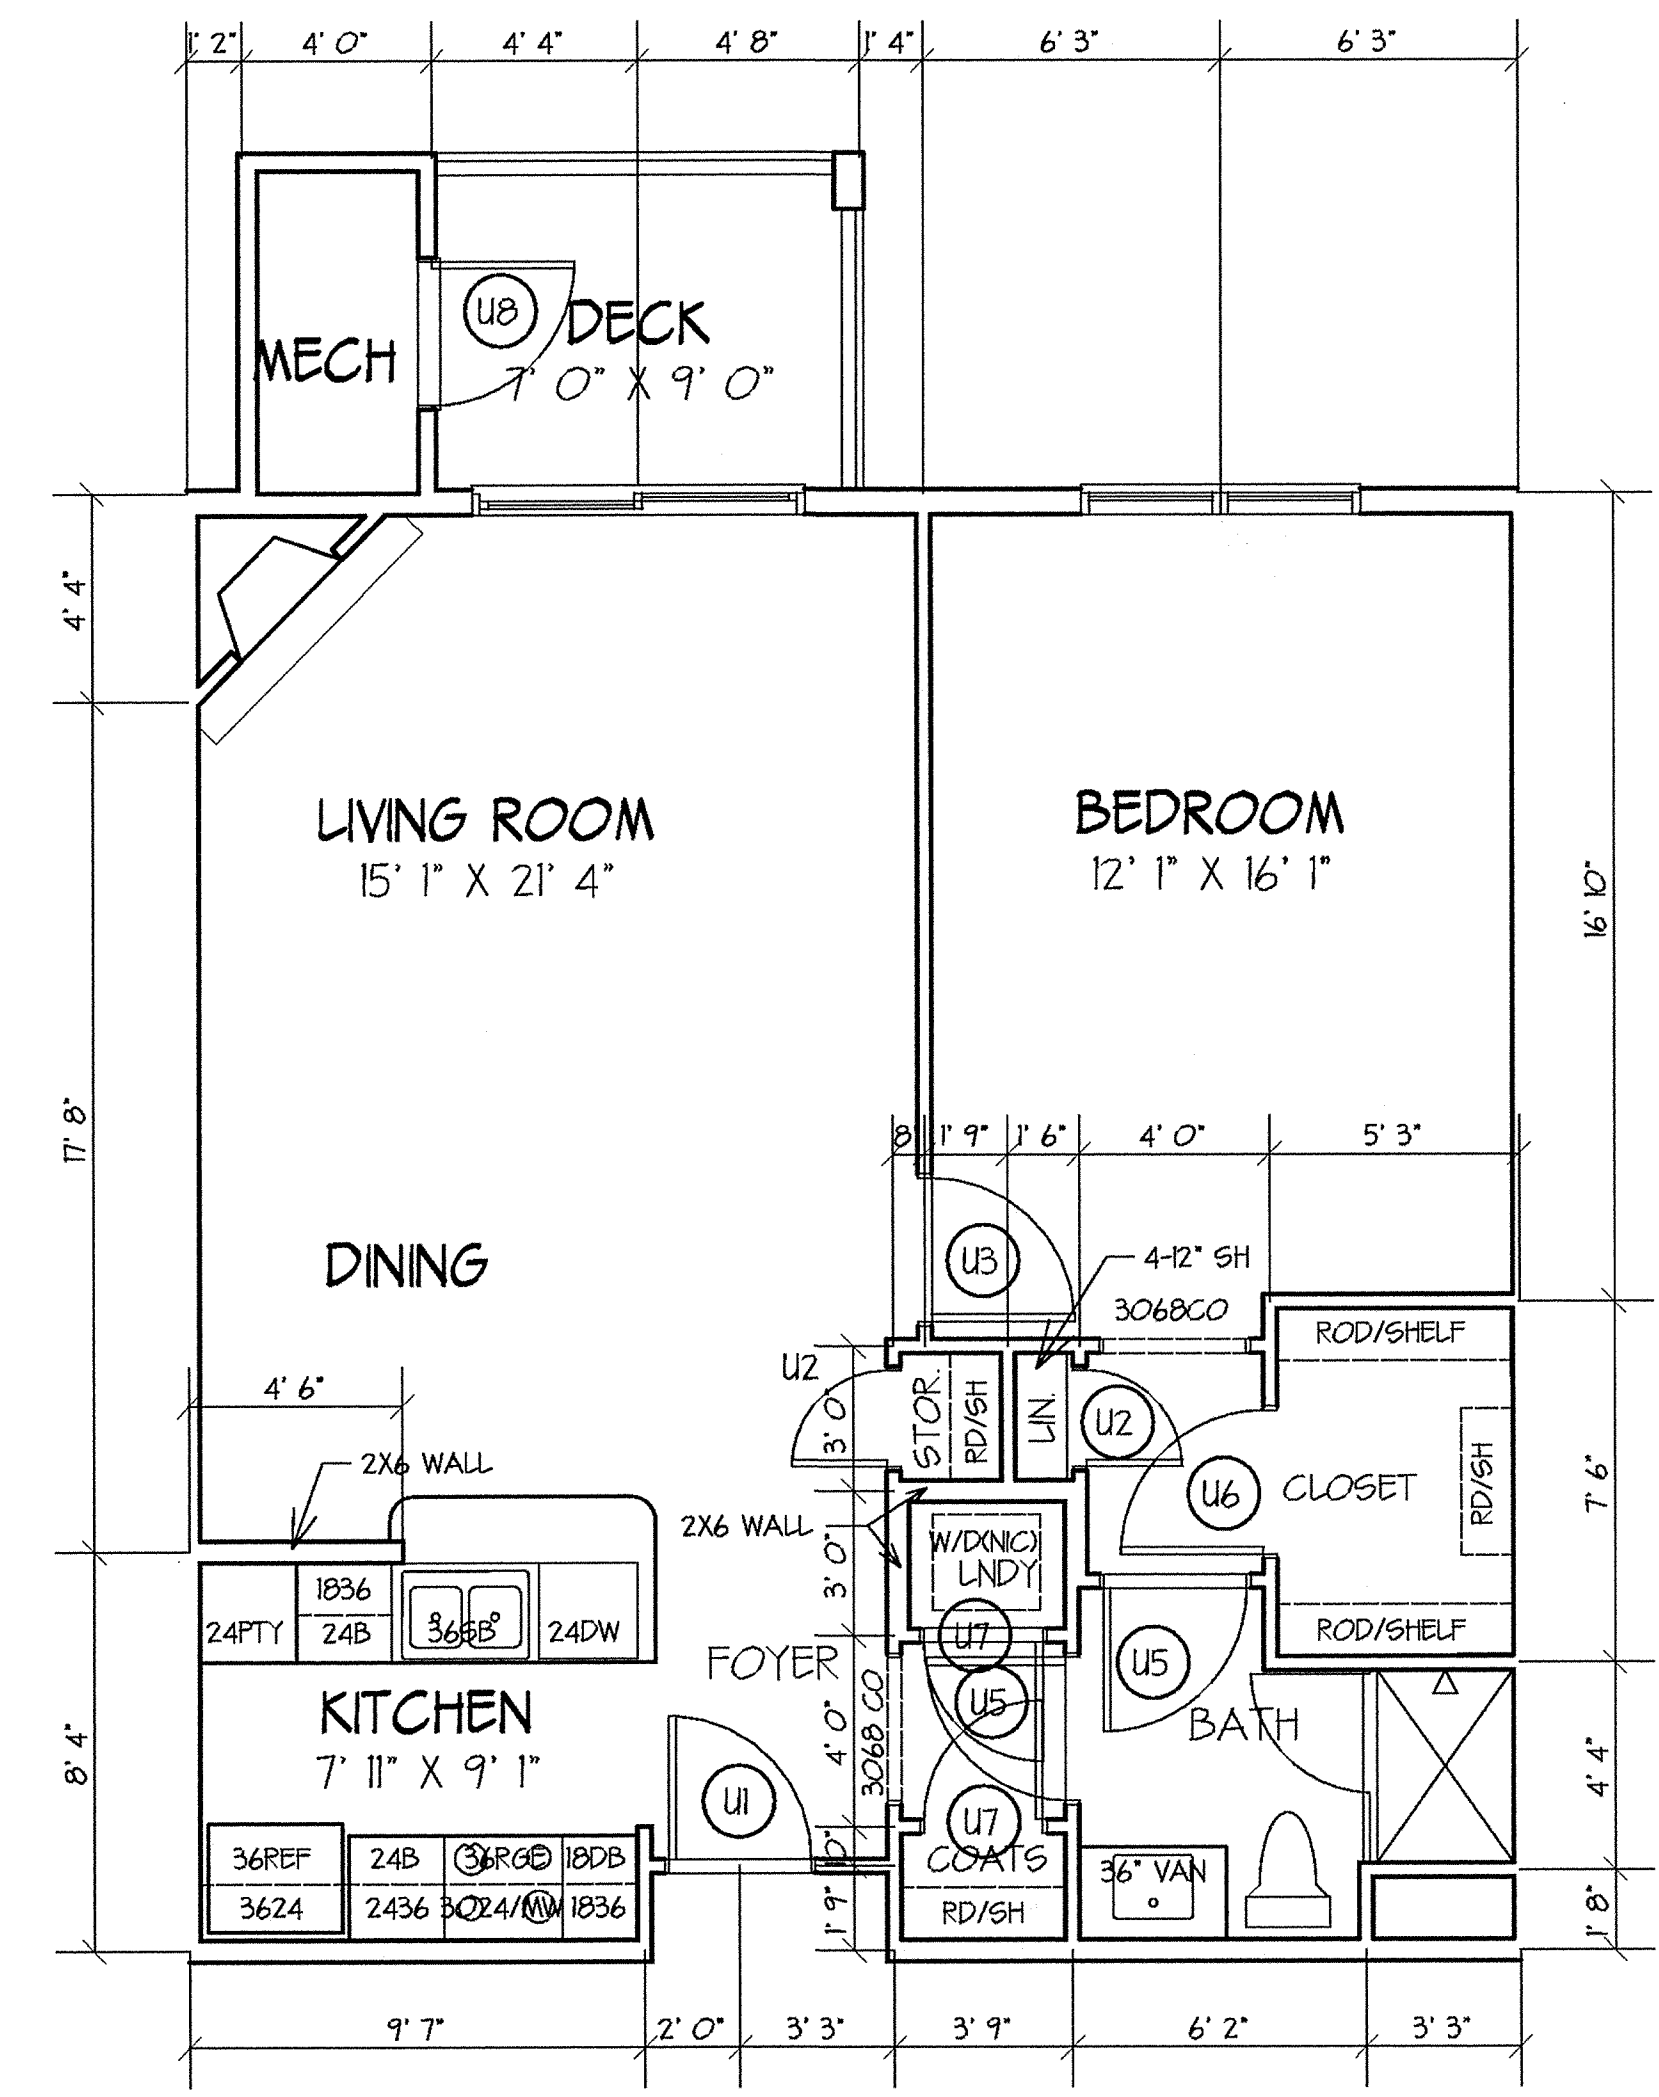 1' 2" 4' 0" 4' 4" 4' 8" 1' 4" 6' 3" 6' 3"
U8
DECK
MECH
7' 0" X 9' 0"
4' 4"
LIVING ROOM
15' 1" X 21' 4"
BEDROOM
12' 1" X 16' 1"
16' 10"
17' 8"
8" 1' 9" 1' 6" 4' 0" 5' 3"
DINING
U3
4-12" SH
3068CO
ROD/SHELF
U2
4' 6"
3' 0"
STOR.
RD/SH
LIN.
U2
2X6 WALL
U6
CLOSET
RD/SH
7' 6"
2X6 WALL
3' 0"
W/D(NIC)
LNDY
1836
24PTY 24B 36SB 24DW
ROD/SHELF
U7
FOYER
U5
U5
KITCHEN
7' 11" X 9' 1"
8' 4"
4' 0"
3068 CO
BATH
4' 4"
U1
U7
COATS
1' 0"
36REF 24B 36RGE 18DB
3624 2436 3024/MW 1836
36" VAN
RD/SH
1' 9"
1' 8"
9' 7" 2' 0" 3' 3" 3' 9" 6' 2" 3' 3"